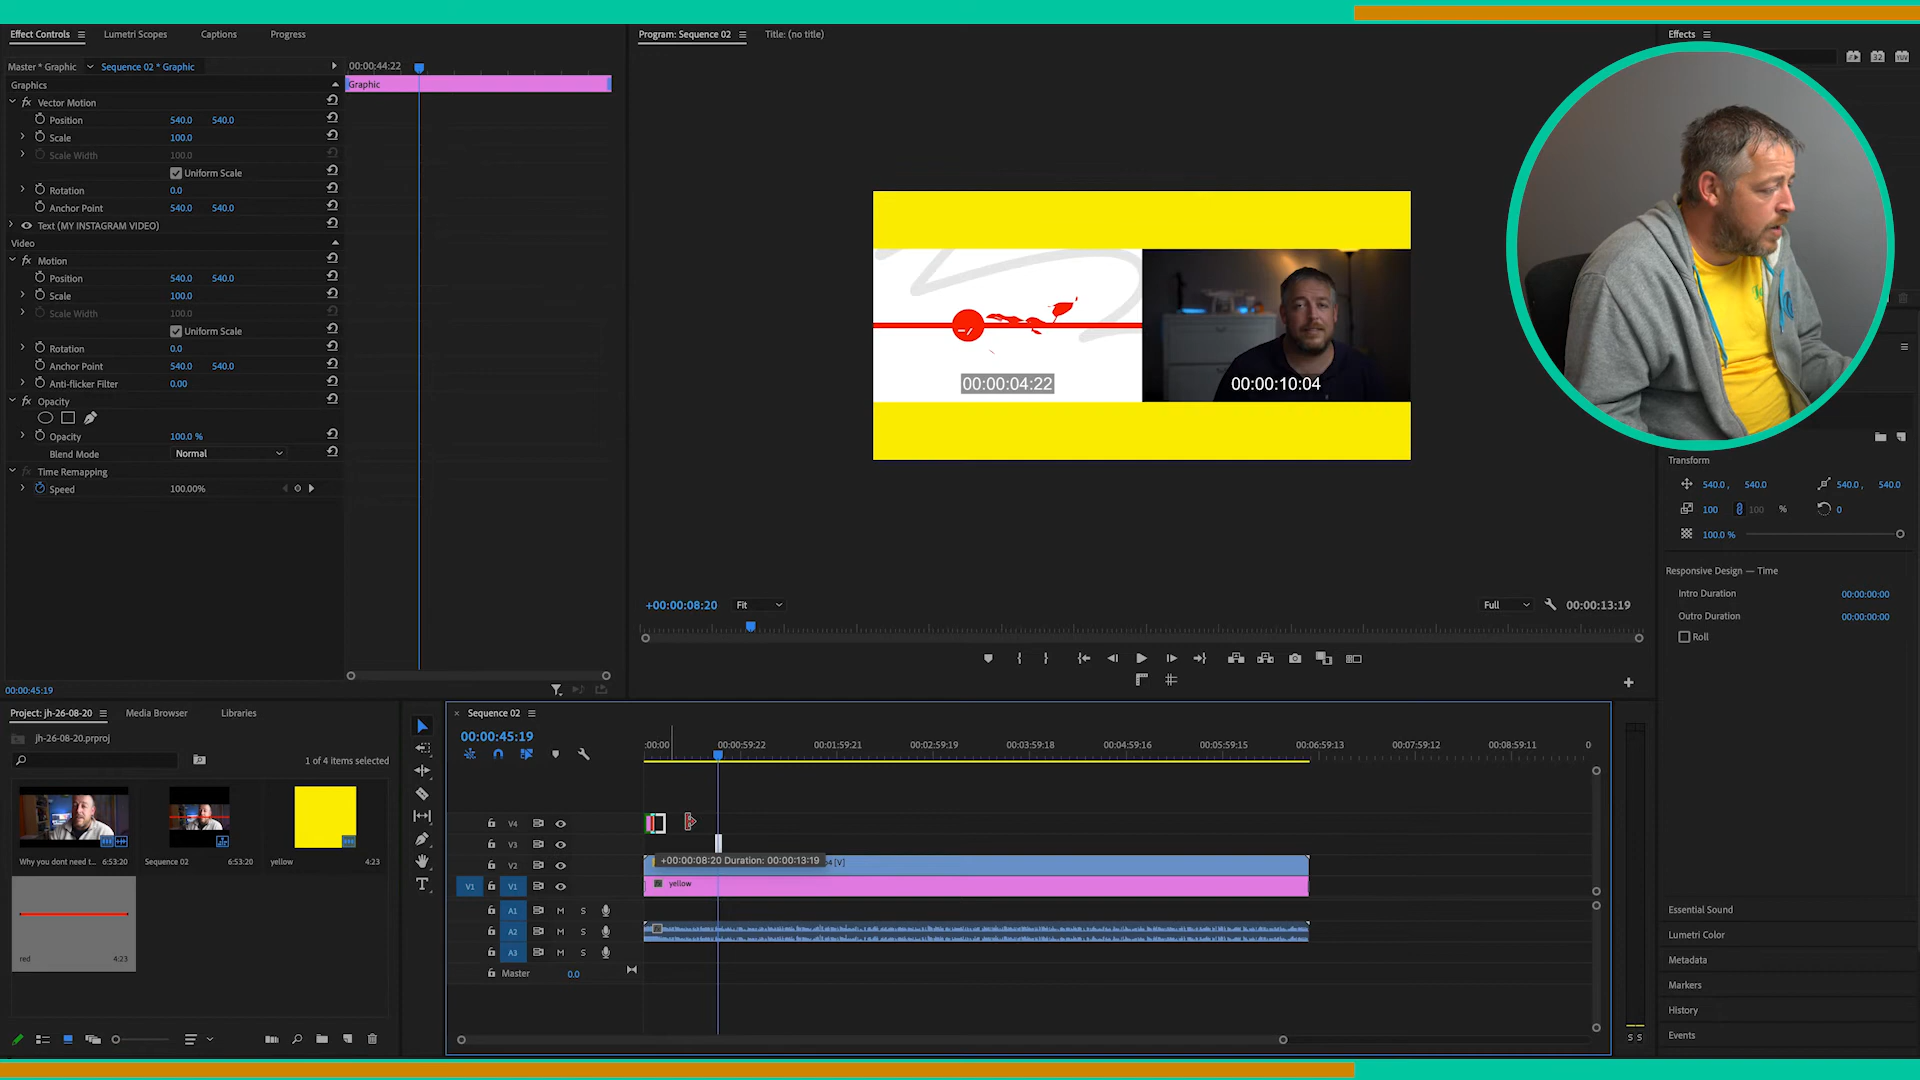 Effect Controls
Lumetri Scopes
Captions
Progress
Program: Sequence 02
Title: (no title)
Effects
Master * Graphic
Sequence 02 * Graphic
00:00:44:22
Graphics
Graphic
Vector Motion
Position 540.0 540.0
Scale 100.0
Scale Width 100.0
Uniform Scale
Rotation 0.0
Anchor Point 540.0 540.0
Text (MY INSTAGRAM VIDEO)
Video
Motion
Position 540.0 540.0
Scale 100.0
Scale Width 100.0
Uniform Scale
Rotation 0.0
Anchor Point 540.0 540.0
Anti-flicker Filter 0.00
Opacity
Opacity 100.0 %
Blend Mode Normal
Time Remapping
Speed 100.00%
00:00:45:19
00:00:04:22
00:00:10:04
+00:00:08:20
Fit
Full
00:00:13:19
Transform
540.0 , 540.0 540.0 , 540.0
100 100 % 0
100.0 %
Responsive Design — Time
Intro Duration 00:00:00:00
Outro Duration 00:00:00:00
Roll
Essential Sound
Lumetri Color
Metadata
Markers
History
Events
Project: jh-26-08-20
Media Browser
Libraries
jh-26-08-20.prproj
1 of 4 items selected
Why you dont need t... 6:53:20
Sequence 02 6:53:20
yellow 4:23
red 4:23
Sequence 02
00:00:45:19
:00:00 00:00:59:22 00:01:59:21 00:02:59:19 00:03:59:18 00:04:59:16 00:05:59:15 00:06:59:13 00:07:59:12 00:08:59:11 0
V4
V3
V2
+00:00:08:20 Duration: 00:00:13:19
4 [V]
V1 V1
yellow
A1 M S
A2 M S
A3 M S
Master 0.0
S S